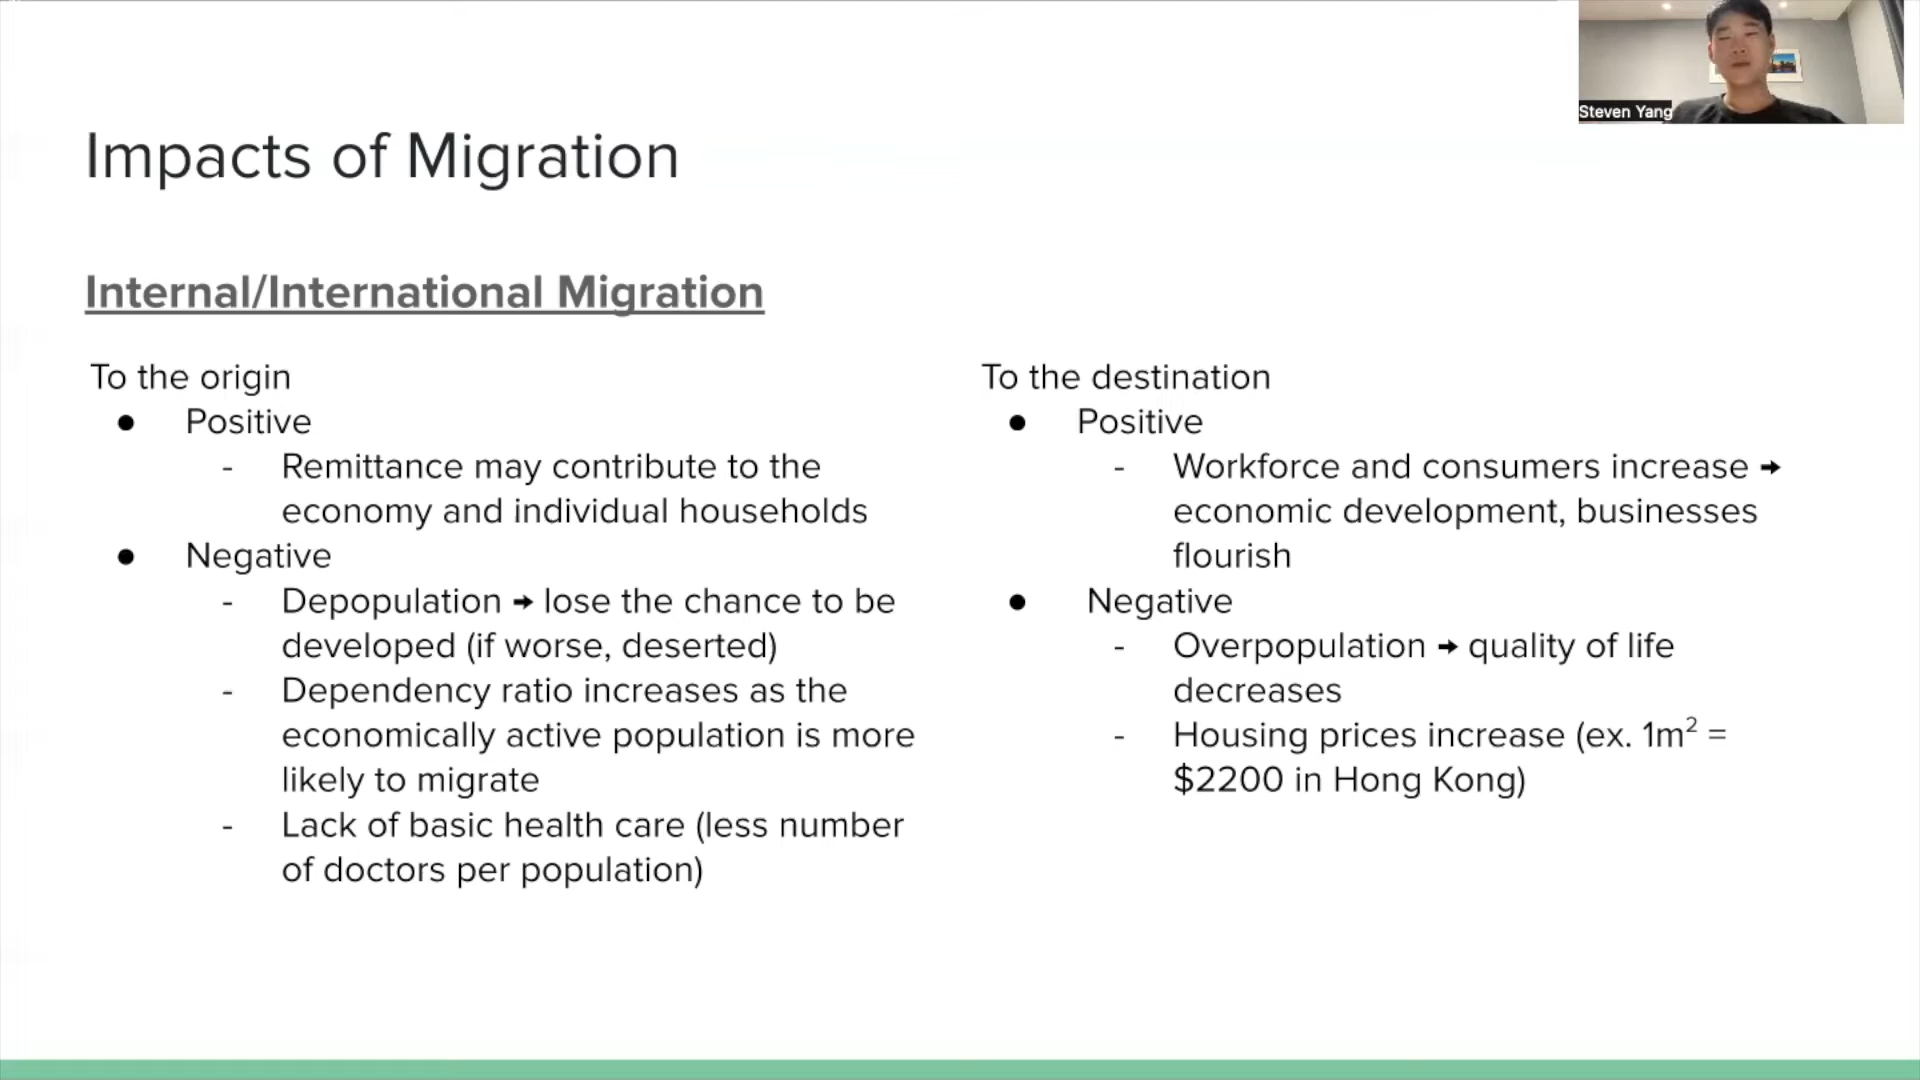 Steven Yang
Impacts of Migration
Internal/International Migration
To the origin
● Positive
- Remittance may contribute to the
economy and individual households
● Negative
- Depopulation → lose the chance to be
developed (if worse, deserted)
- Dependency ratio increases as the
economically active population is more
likely to migrate
- Lack of basic health care (less number
of doctors per population)
To the destination
● Positive
- Workforce and consumers increase →
economic development, businesses
flourish
● Negative
- Overpopulation → quality of life
decreases
- Housing prices increase (ex. 1m² =
$2200 in Hong Kong)